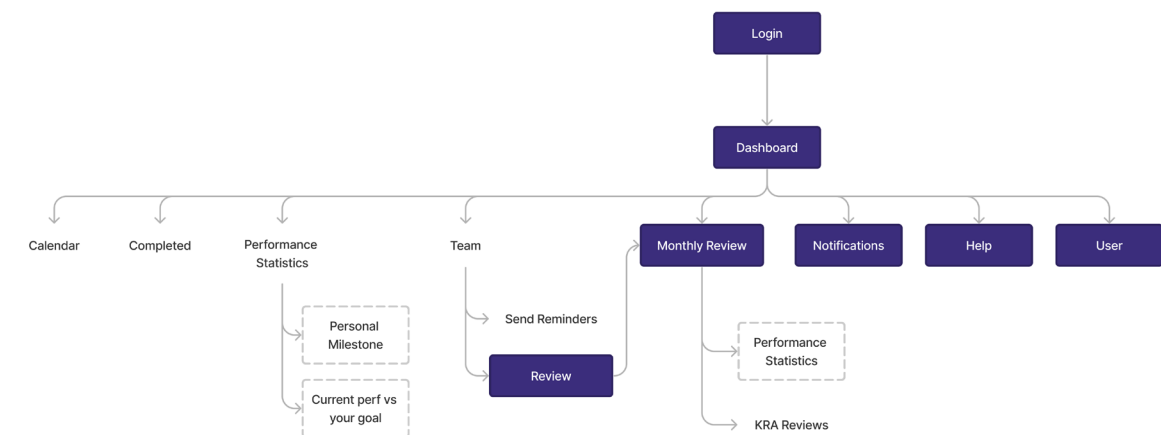 Login
Dashboard
Calendar
Completed
Performance
Statistics
Team
Monthly Review
Notifications
Help
User
Personal
Milestone
Send Reminders
Performance
Statistics
Review
Current perf vs
your goal
KRA Reviews